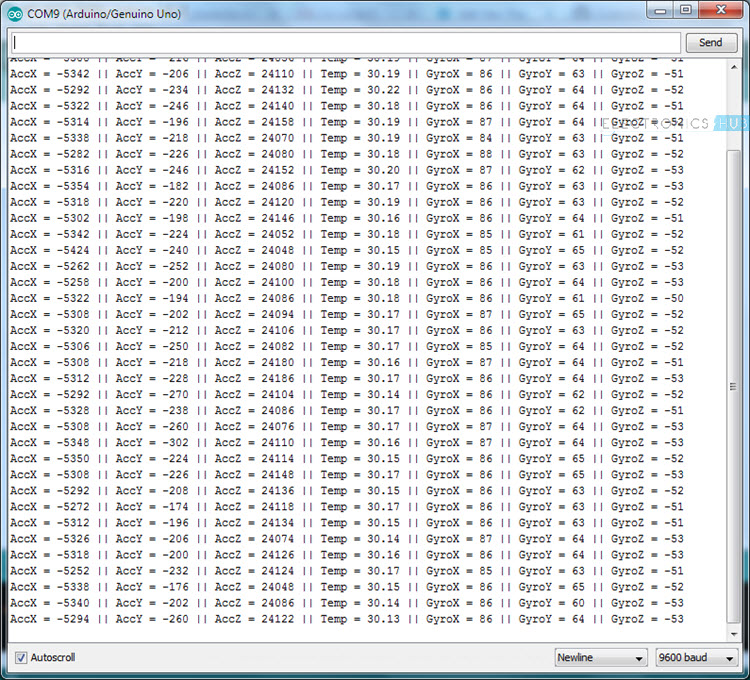 COM9 (Arduino/Genuino Uno)
Send
AccX = -5342 || AccY = -206 || AccZ = 24110 || Temp = 30.19 || GyroX = 86 || GyroY = 63 || GyroZ = -51
AccX = -5292 || AccY = -234 || AccZ = 24132 || Temp = 30.22 || GyroX = 86 || GyroY = 64 || GyroZ = -52
AccX = -5322 || AccY = -246 || AccZ = 24140 || Temp = 30.18 || GyroX = 86 || GyroY = 64 || GyroZ = -51
AccX = -5314 || AccY = -196 || AccZ = 24158 || Temp = 30.19 || GyroX = 87 || GyroY = 64 || GyroZ = -52
ELECTRONICS HUB
AccX = -5338 || AccY = -218 || AccZ = 24070 || Temp = 30.19 || GyroX = 84 || GyroY = 63 || GyroZ = -51
AccX = -5282 || AccY = -226 || AccZ = 24080 || Temp = 30.18 || GyroX = 88 || GyroY = 63 || GyroZ = -52
AccX = -5316 || AccY = -246 || AccZ = 24152 || Temp = 30.20 || GyroX = 87 || GyroY = 62 || GyroZ = -53
AccX = -5354 || AccY = -182 || AccZ = 24086 || Temp = 30.17 || GyroX = 86 || GyroY = 63 || GyroZ = -53
AccX = -5318 || AccY = -220 || AccZ = 24120 || Temp = 30.19 || GyroX = 86 || GyroY = 63 || GyroZ = -52
AccX = -5302 || AccY = -198 || AccZ = 24146 || Temp = 30.16 || GyroX = 86 || GyroY = 64 || GyroZ = -51
AccX = -5342 || AccY = -224 || AccZ = 24052 || Temp = 30.18 || GyroX = 85 || GyroY = 61 || GyroZ = -52
AccX = -5424 || AccY = -240 || AccZ = 24048 || Temp = 30.15 || GyroX = 85 || GyroY = 65 || GyroZ = -52
AccX = -5262 || AccY = -252 || AccZ = 24080 || Temp = 30.19 || GyroX = 86 || GyroY = 63 || GyroZ = -53
AccX = -5258 || AccY = -200 || AccZ = 24100 || Temp = 30.18 || GyroX = 86 || GyroY = 64 || GyroZ = -53
AccX = -5322 || AccY = -194 || AccZ = 24086 || Temp = 30.18 || GyroX = 86 || GyroY = 61 || GyroZ = -50
AccX = -5308 || AccY = -202 || AccZ = 24094 || Temp = 30.17 || GyroX = 87 || GyroY = 65 || GyroZ = -52
AccX = -5320 || AccY = -212 || AccZ = 24106 || Temp = 30.17 || GyroX = 86 || GyroY = 63 || GyroZ = -52
AccX = -5306 || AccY = -250 || AccZ = 24082 || Temp = 30.17 || GyroX = 85 || GyroY = 64 || GyroZ = -52
AccX = -5308 || AccY = -218 || AccZ = 24180 || Temp = 30.16 || GyroX = 87 || GyroY = 64 || GyroZ = -51
AccX = -5312 || AccY = -228 || AccZ = 24186 || Temp = 30.17 || GyroX = 86 || GyroY = 64 || GyroZ = -53
AccX = -5292 || AccY = -270 || AccZ = 24104 || Temp = 30.14 || GyroX = 86 || GyroY = 62 || GyroZ = -52
AccX = -5328 || AccY = -238 || AccZ = 24086 || Temp = 30.17 || GyroX = 86 || GyroY = 62 || GyroZ = -51
AccX = -5308 || AccY = -260 || AccZ = 24076 || Temp = 30.17 || GyroX = 87 || GyroY = 64 || GyroZ = -53
AccX = -5348 || AccY = -302 || AccZ = 24110 || Temp = 30.16 || GyroX = 87 || GyroY = 64 || GyroZ = -53
AccX = -5350 || AccY = -224 || AccZ = 24114 || Temp = 30.15 || GyroX = 86 || GyroY = 65 || GyroZ = -52
AccX = -5308 || AccY = -226 || AccZ = 24148 || Temp = 30.17 || GyroX = 86 || GyroY = 65 || GyroZ = -53
AccX = -5292 || AccY = -208 || AccZ = 24136 || Temp = 30.15 || GyroX = 86 || GyroY = 63 || GyroZ = -52
AccX = -5272 || AccY = -174 || AccZ = 24118 || Temp = 30.17 || GyroX = 86 || GyroY = 63 || GyroZ = -51
AccX = -5312 || AccY = -196 || AccZ = 24134 || Temp = 30.15 || GyroX = 86 || GyroY = 63 || GyroZ = -51
AccX = -5326 || AccY = -206 || AccZ = 24074 || Temp = 30.14 || GyroX = 87 || GyroY = 64 || GyroZ = -53
AccX = -5318 || AccY = -200 || AccZ = 24126 || Temp = 30.16 || GyroX = 86 || GyroY = 64 || GyroZ = -53
AccX = -5252 || AccY = -232 || AccZ = 24124 || Temp = 30.17 || GyroX = 85 || GyroY = 63 || GyroZ = -51
AccX = -5338 || AccY = -176 || AccZ = 24048 || Temp = 30.15 || GyroX = 86 || GyroY = 65 || GyroZ = -52
AccX = -5340 || AccY = -202 || AccZ = 24086 || Temp = 30.14 || GyroX = 86 || GyroY = 60 || GyroZ = -53
AccX = -5294 || AccY = -260 || AccZ = 24122 || Temp = 30.13 || GyroX = 86 || GyroY = 64 || GyroZ = -53
Autoscroll
Newline
9600 baud